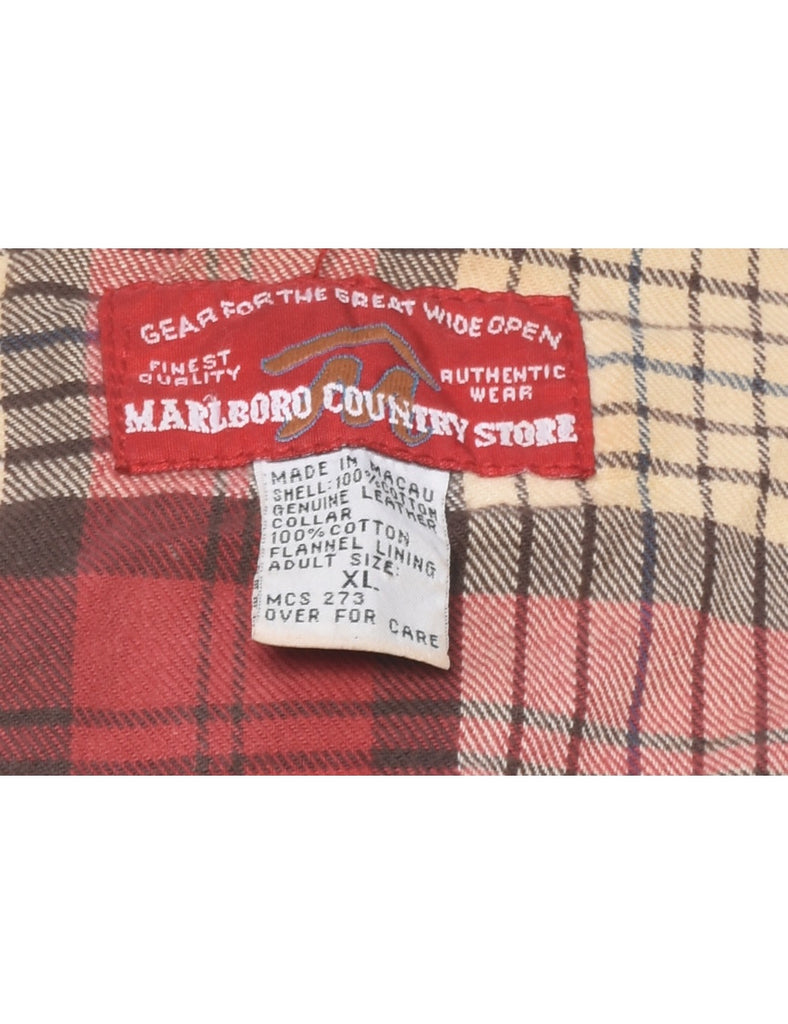 GEAR FOR THE GREAT WIDE OPEN
FINEST
QUALITY
AUTHENTIC
WEAR
MARLBORO COUNTRY STORE
MADE IN MACAU
SHELL: 100% COTTON
GENUINE LEATHER
COLLAR
100% COTTON
FLANNEL LINING
ADULT SIZE:
XL
MCS 273
OVER FOR CARE